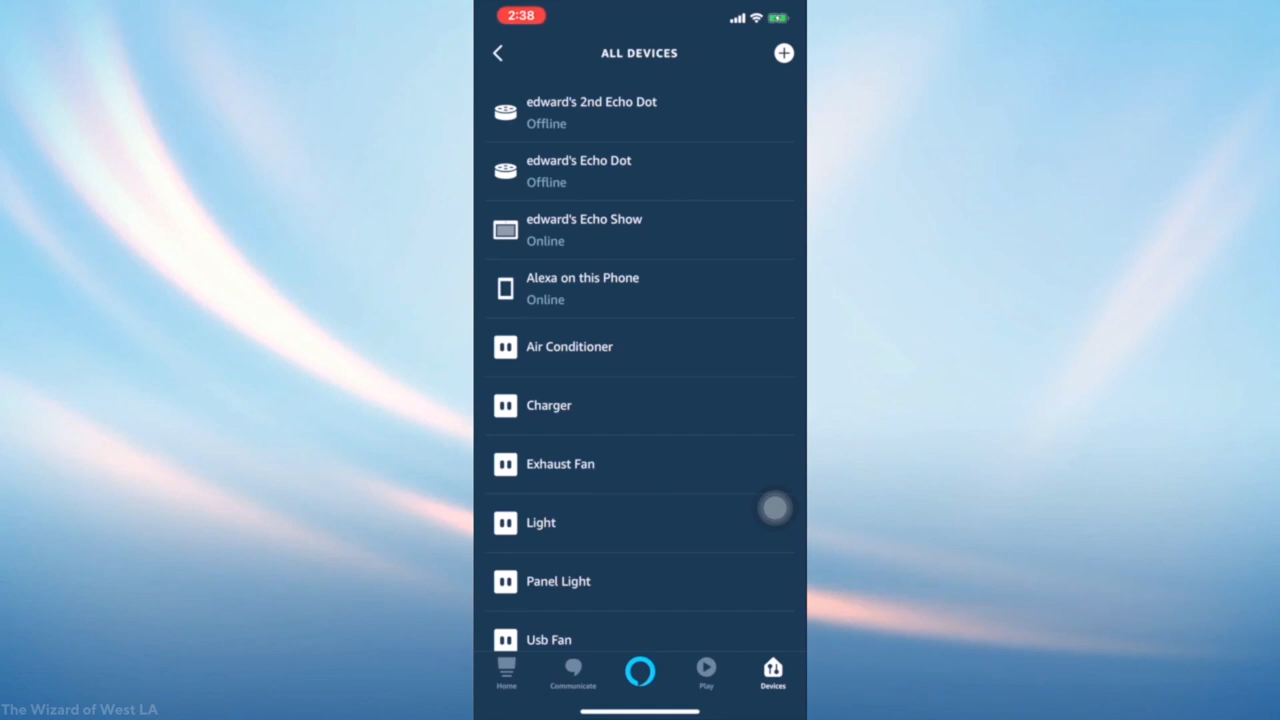 2:38
ALL DEVICES
edward's 2nd Echo Dot
Offline
edward's Echo Dot
Offline
edward's Echo Show
Online
Alexa on this Phone
Online
Air Conditioner
Charger
Exhaust Fan
Light
Panel Light
Usb Fan
Home
Communicate
Play
Devices
The Wizard of West LA